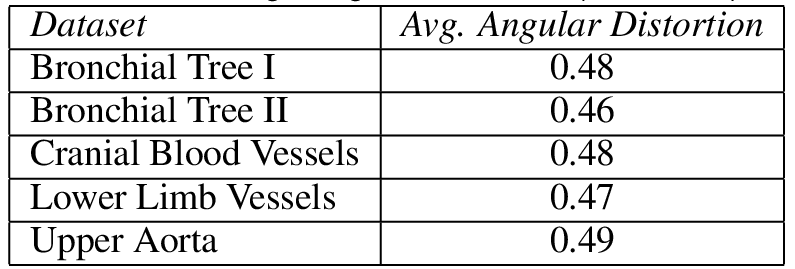 Dataset Avg. Angular Distortion
Bronchial Tree I 0.48
Bronchial Tree II 0.46
Cranial Blood Vessels 0.48
Lower Limb Vessels 0.47
Upper Aorta 0.49